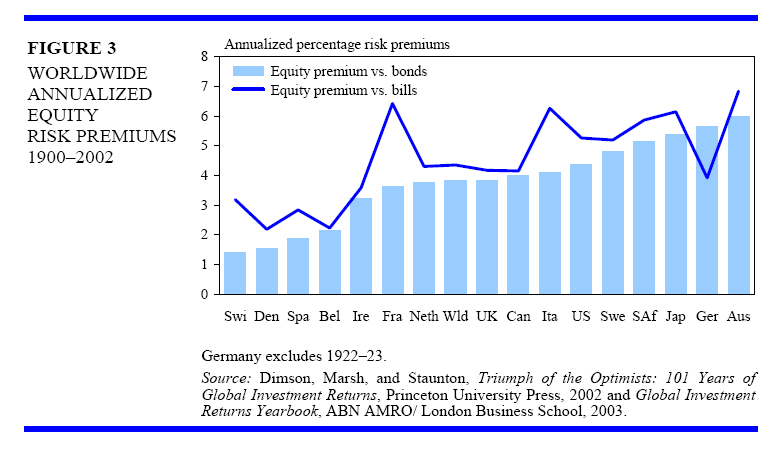 FIGURE 3
WORLDWIDE
ANNUALIZED
EQUITY
RISK PREMIUMS
1900–2002
Annualized percentage risk premiums
Equity premium vs. bonds
Equity premium vs. bills
8
7
6
5
4
3
2
1
0
Swi Den Spa Bel Ire Fra Neth Wld UK Can Ita US Swe SAf Jap Ger Aus
Germany excludes 1922–23.
Source: Dimson, Marsh, and Staunton, Triumph of the Optimists: 101 Years of
Global Investment Returns, Princeton University Press, 2002 and Global Investment
Returns Yearbook, ABN AMRO/ London Business School, 2003.